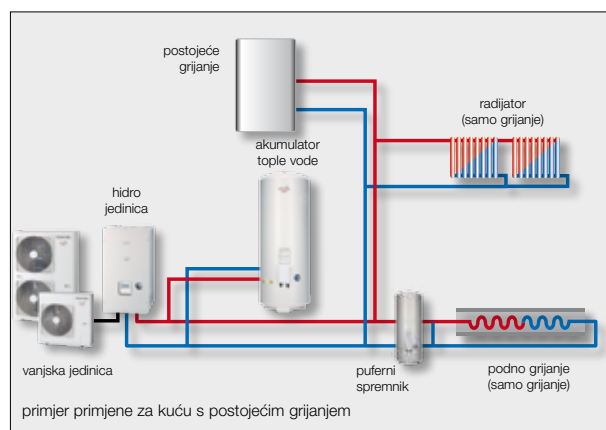 postojeće
grijanje
radijator
(samo grijanje)
akumulator
tople vode
hidro
jedinica
vanjska jedinica
puferni
spremnik
podno grijanje
(samo grijanje)
primjer primjene za kuću s postojećim grijanjem